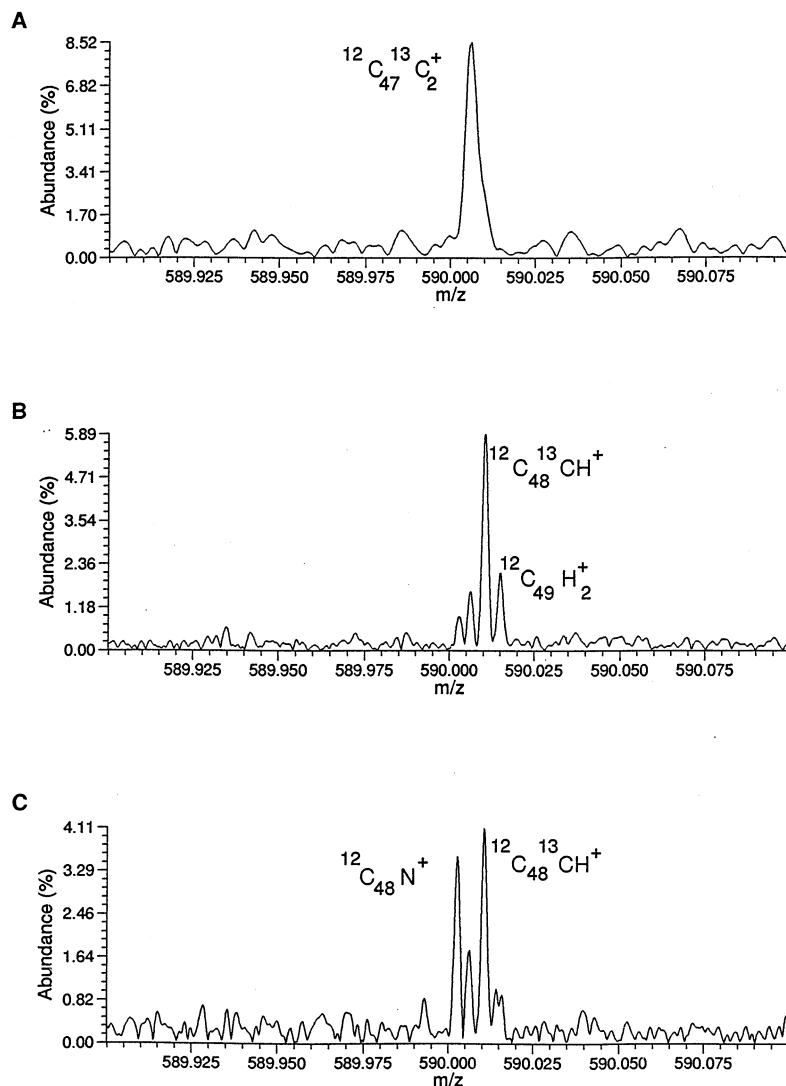 A
8.52
6.82
5.11
3.41
1.70
0.00
Abundance (%)
12C47 13C2+
589.925 589.950 589.975 590.000 590.025 590.050 590.075
m/z
B
5.89
4.71
3.54
2.36
1.18
0.00
Abundance (%)
12C48 13CH+
12C49 H2+
589.925 589.950 589.975 590.000 590.025 590.050 590.075
m/z
C
4.11
3.29
2.46
1.64
0.82
0.00
Abundance (%)
12C48 N+
12C48 13CH+
589.925 589.950 589.975 590.000 590.025 590.050 590.075
m/z